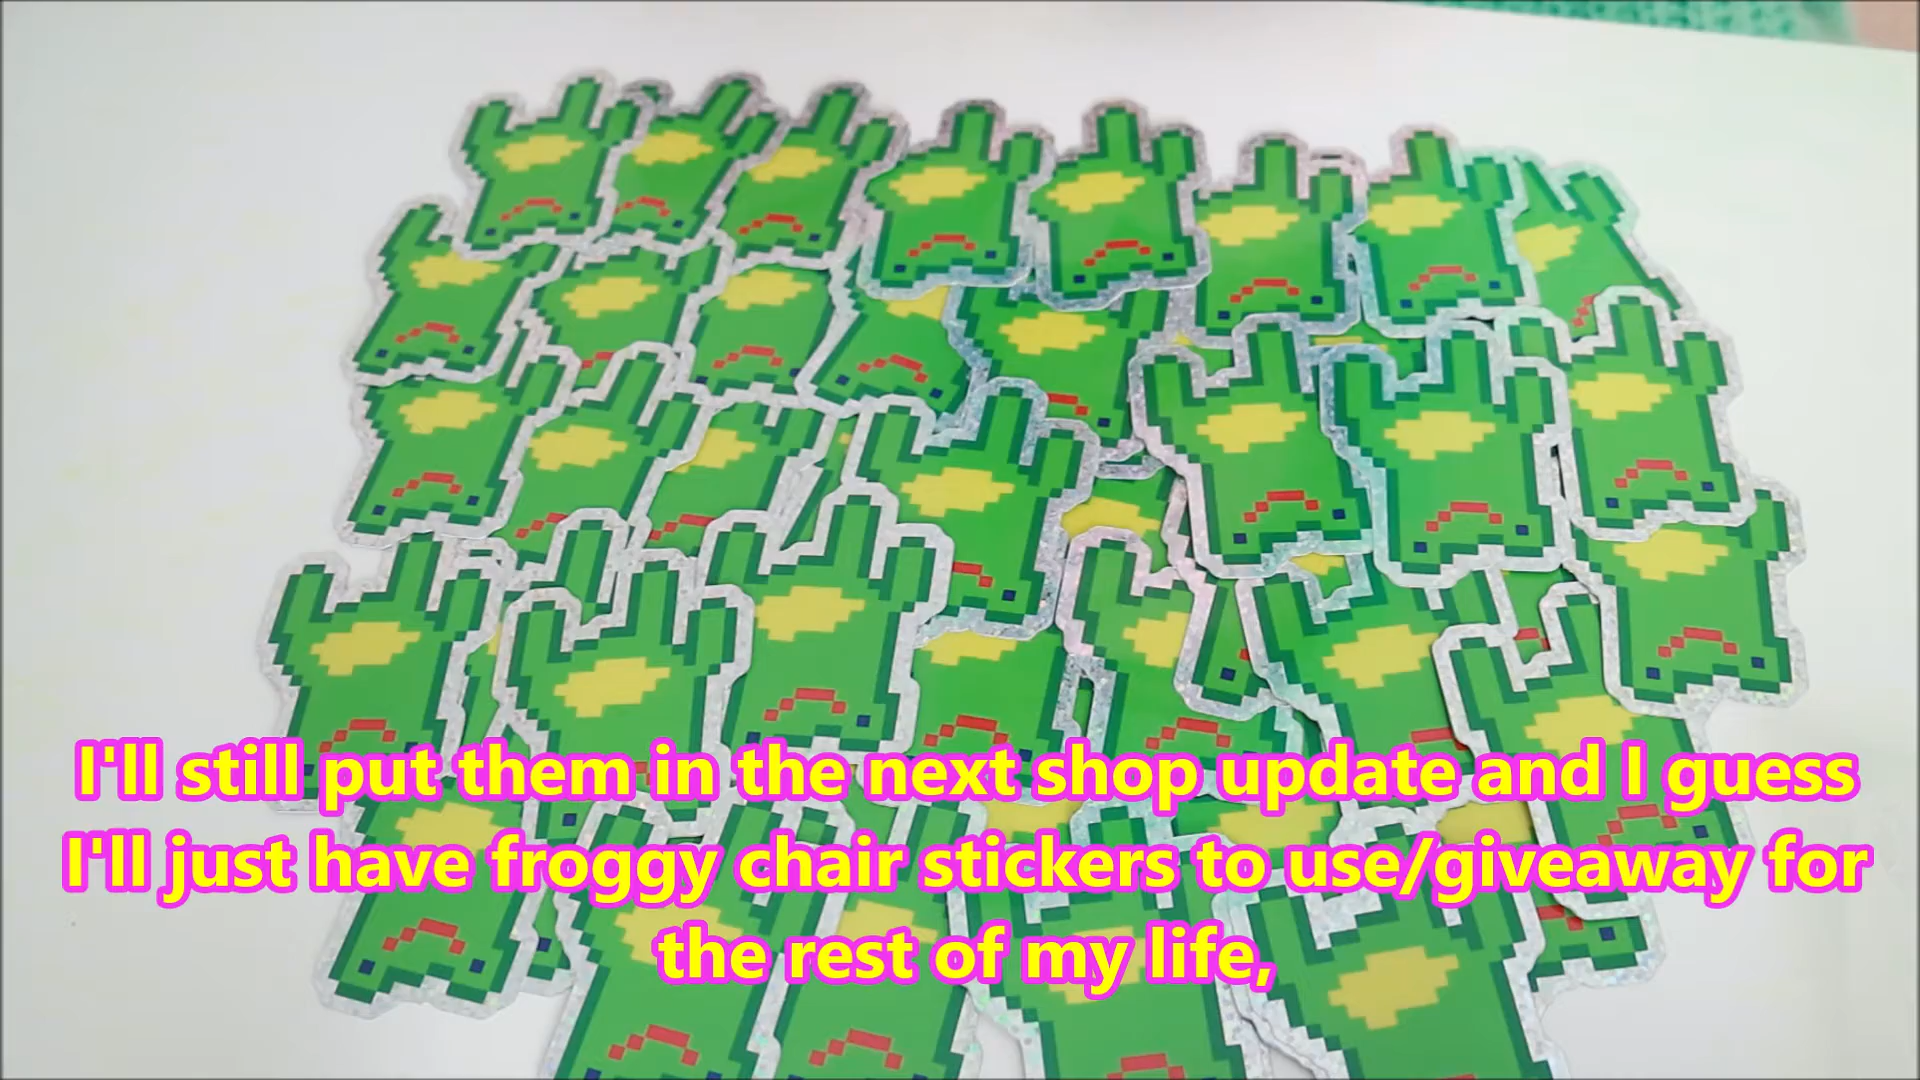 I'll still put them in the next shop update and I guess
I'll just have froggy chair stickers to use/giveaway for
the rest of my life,